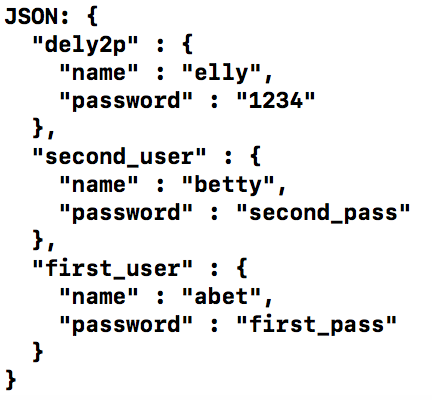 JSON: {
  "dely2p" : {
    "name" : "elly",
    "password" : "1234"
  },
  "second_user" : {
    "name" : "betty",
    "password" : "second_pass"
  },
  "first_user" : {
    "name" : "abet",
    "password" : "first_pass"
  }
}